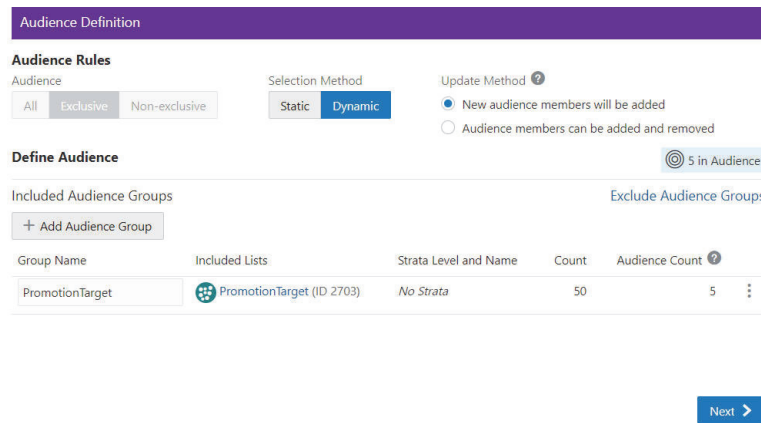 Audience Definition
Audience Rules
Audience Selection Method Update Method ?
All Exclusive Non-exclusive Static Dynamic New audience members will be added
Audience members can be added and removed
Define Audience 5 in Audience
Included Audience Groups Exclude Audience Groups
+ Add Audience Group
Group Name Included Lists Strata Level and Name Count Audience Count ?
PromotionTarget PromotionTarget (ID 2703) No Strata 50 5
Next